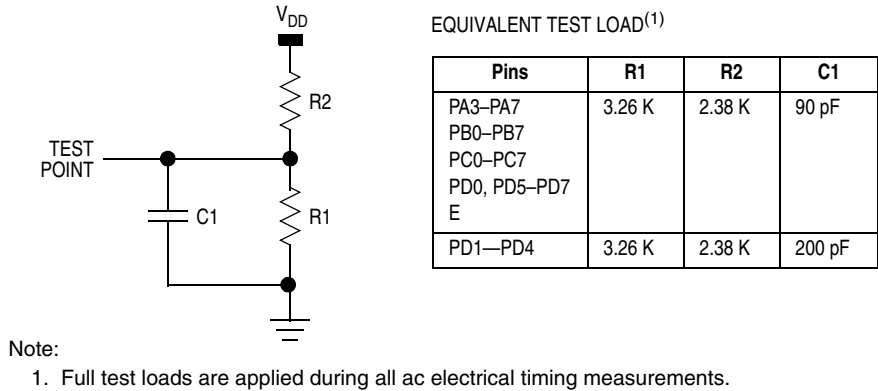 V_DD
R2
TEST
POINT
C1
R1
EQUIVALENT TEST LOAD(1)
Pins R1 R2 C1
PA3–PA7 3.26 K 2.38 K 90 pF
PB0–PB7
PC0–PC7
PD0, PD5–PD7
E
PD1—PD4 3.26 K 2.38 K 200 pF
Note:
1. Full test loads are applied during all ac electrical timing measurements.